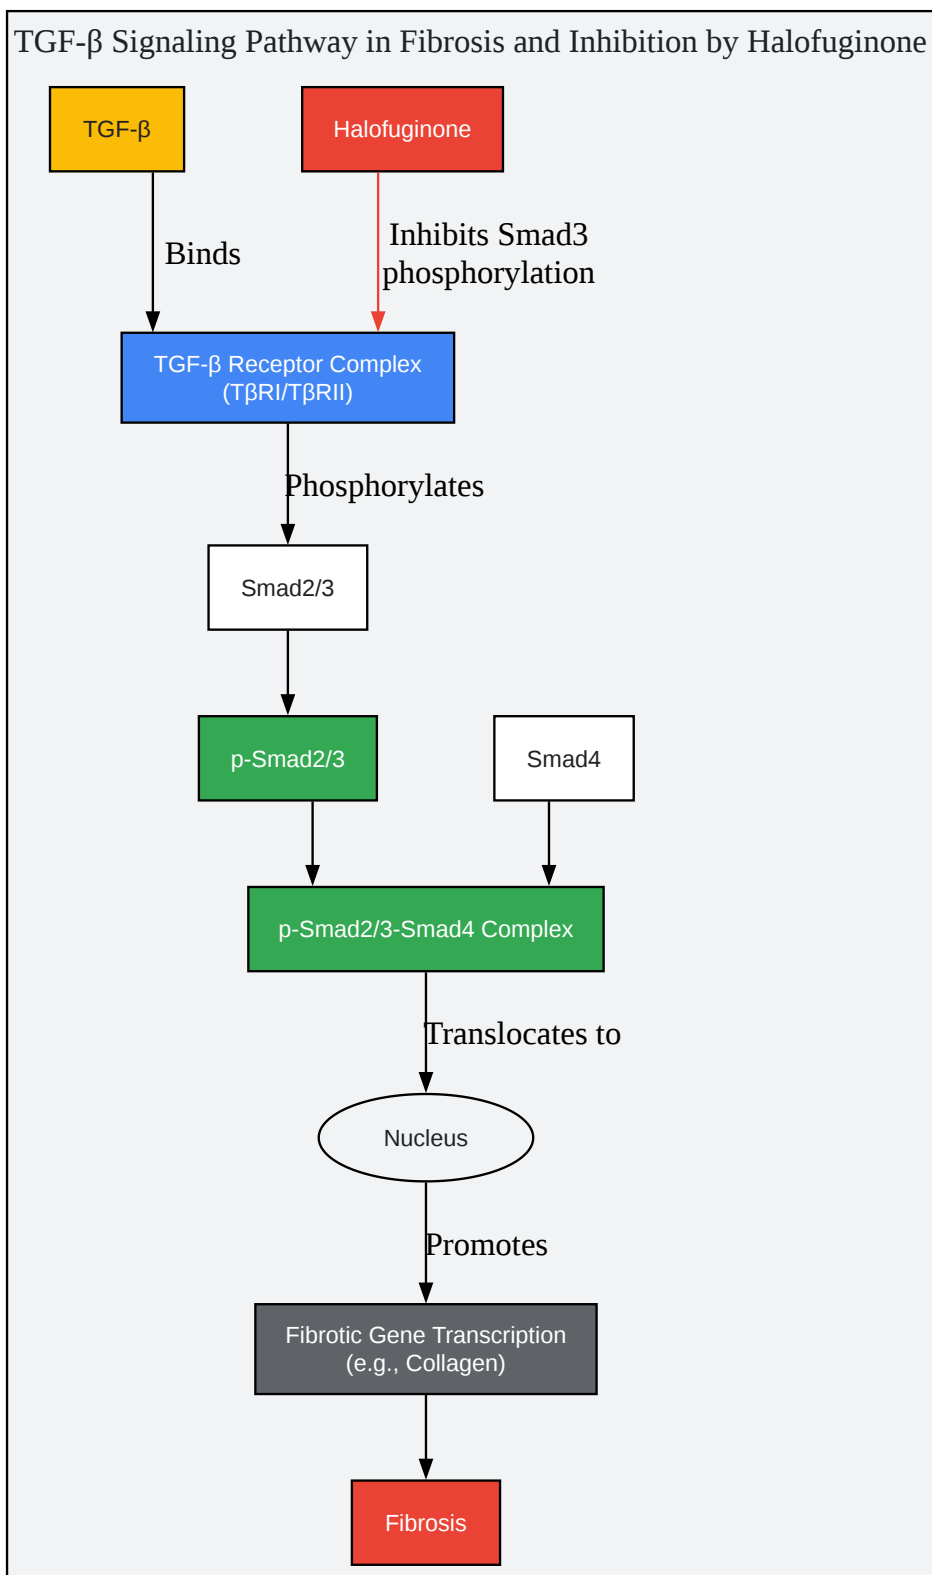 TGF-β Signaling Pathway in Fibrosis and Inhibition by Halofuginone
TGF-β
Halofuginone
Binds
Inhibits Smad3
phosphorylation
TGF-β Receptor Complex
(TβRI/TβRII)
Phosphorylates
Smad2/3
p-Smad2/3
Smad4
p-Smad2/3-Smad4 Complex
Translocates to
Nucleus
Promotes
Fibrotic Gene Transcription
(e.g., Collagen)
Fibrosis